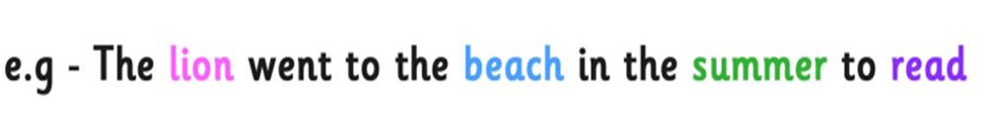 e.g - The lion went to the beach in the summer to read